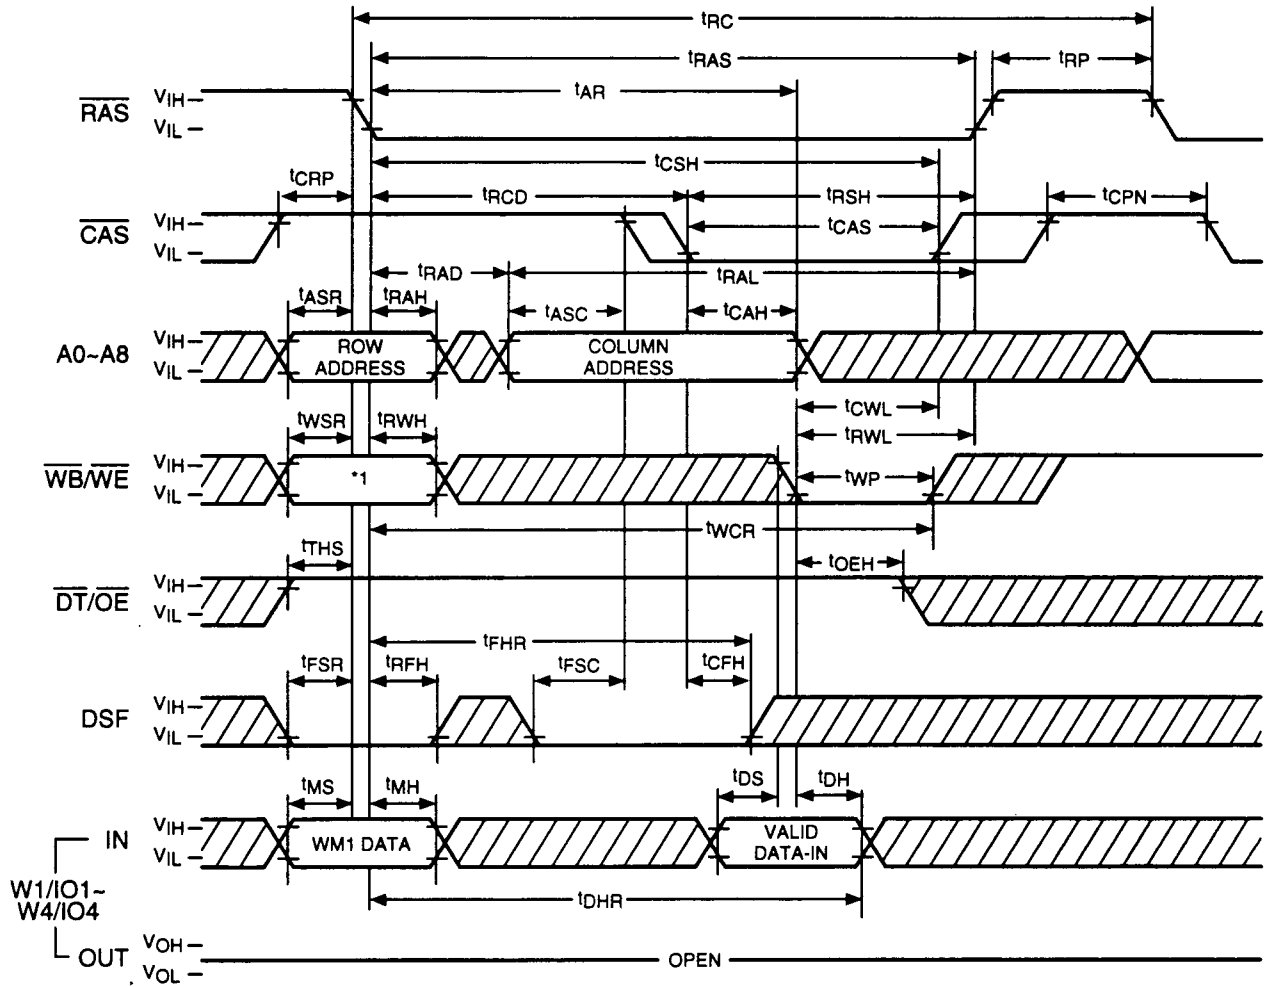 tRC
tRAS
tRP
tAR
RAS
VIH
VIL
tCSH
tCRP
tRCD
tRSH
tCPN
CAS
VIH
VIL
tCAS
tRAD
tRAL
tASR
tRAH
tASC
tCAH
A0~A8
VIH
VIL
ROW
ADDRESS
COLUMN
ADDRESS
tCWL
tWSR
tRWH
tRWL
WB/WE
VIH
VIL
*1
tWP
tWCR
tTHS
tOEH
DT/OE
VIH
VIL
tFHR
tFSR
tRFH
tFSC
tCFH
DSF
VIH
VIL
tMS
tMH
tDS
tDH
IN
VIH
VIL
WM1 DATA
VALID
DATA-IN
W1/IO1~
W4/IO4
tDHR
OUT
VOH
VOL
OPEN